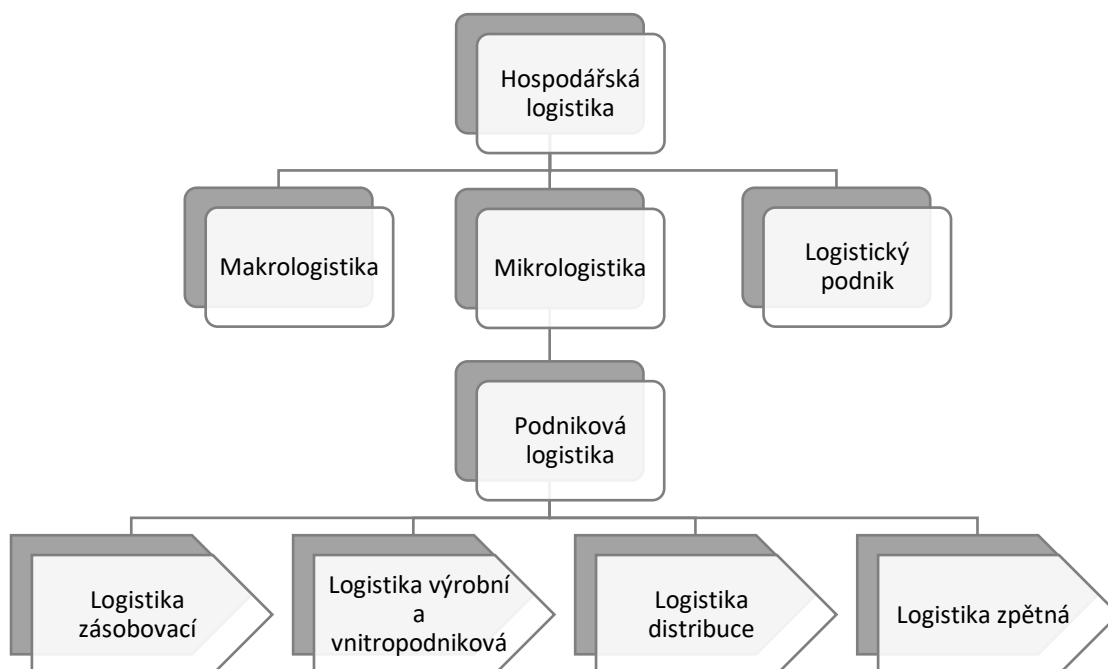 Hospodářská
logistika
Makrologistika
Mikrologistika
Logistický
podnik
Podniková
logistika
Logistika
zásobovací
Logistika výrobní
a
vnitropodniková
Logistika
distribuce
Logistika zpětná